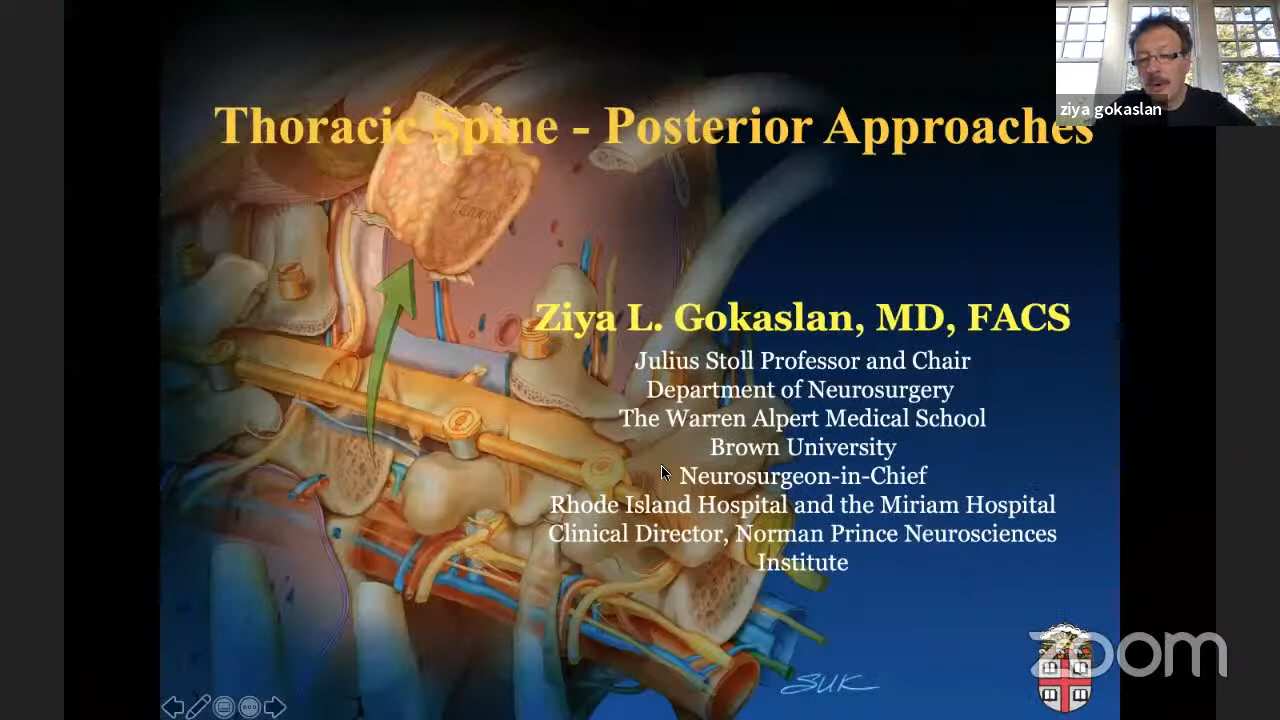 ziya gokaslan
Thoracic Spine - Posterior Approaches
Tumor
Ziya L. Gokaslan, MD, FACS
Julius Stoll Professor and Chair
Department of Neurosurgery
The Warren Alpert Medical School
Brown University
Neurosurgeon-in-Chief
Rhode Island Hospital and the Miriam Hospital
Clinical Director, Norman Prince Neurosciences
Institute
zoom
SUK